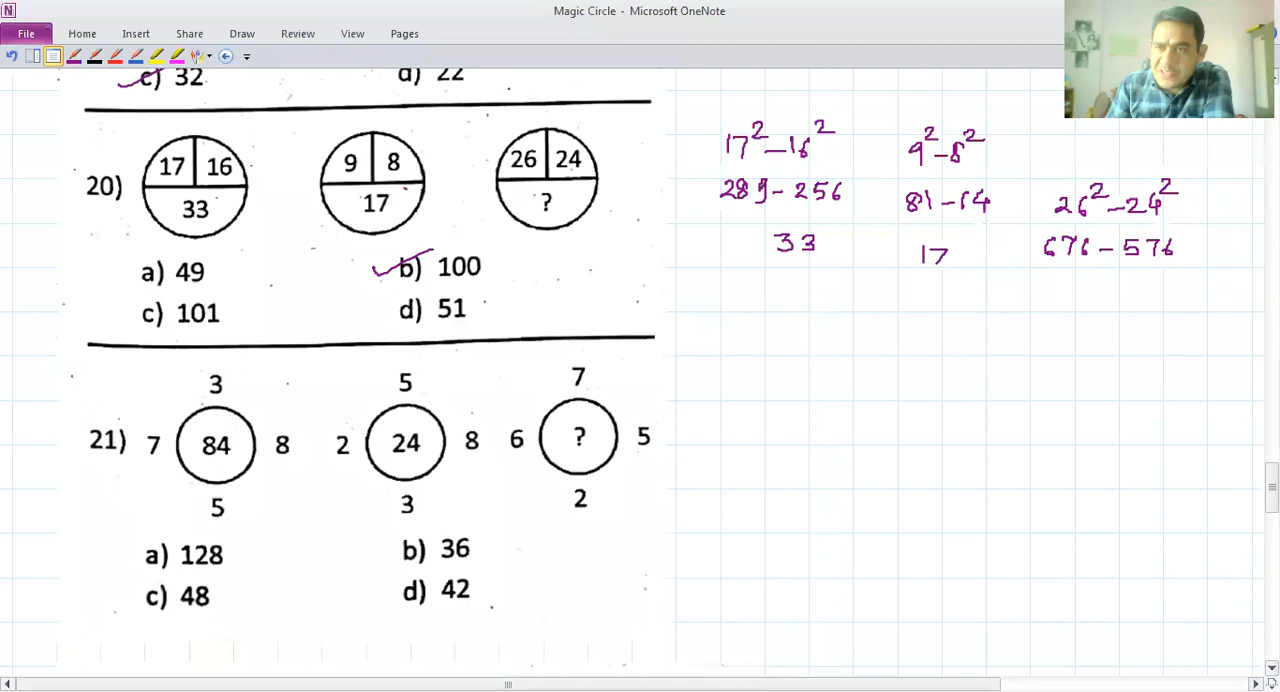 Magic Circle - Microsoft OneNote
File Home Insert Share Draw Review View Pages
c) 32 d) 22
20) 17 16 33 9 8 17 26 24 ?
a) 49 b) 100
c) 101 d) 51
3 5 7
21) 7 84 8 2 24 8 6 ? 5
5 3 2
a) 128 b) 36
c) 48 d) 42
17² - 16² 9² - 8²
289 - 256 81 - 64 26² - 24²
33 17 676 - 576